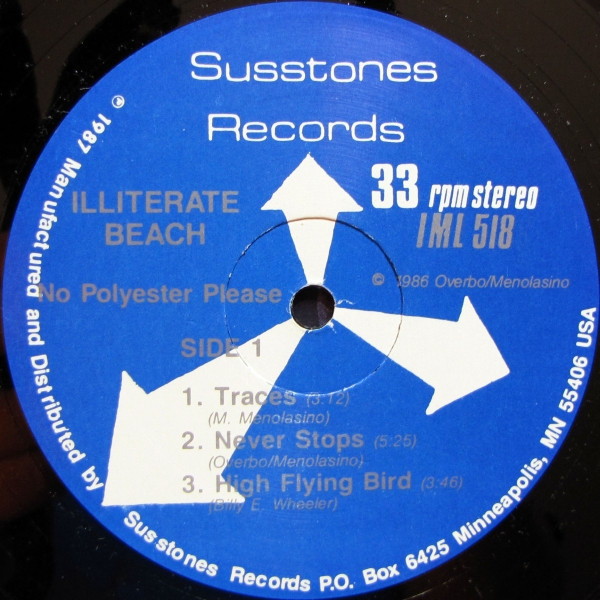 Susstones
Records
ILLITERATE
BEACH
33 rpm stereo
IML 518
No Polyester Please
© 1986 Overbo/Menolasino
SIDE 1
1. Traces (3:12)
(M. Menolasino)
2. Never Stops (5:25)
(Overbo/Menolasino)
3. High Flying Bird (3:46)
(Billy E. Wheeler)
℗ 1987 Manufactured and Distributed by Susstones Records P.O. Box 6425 Minneapolis, MN 55406 USA